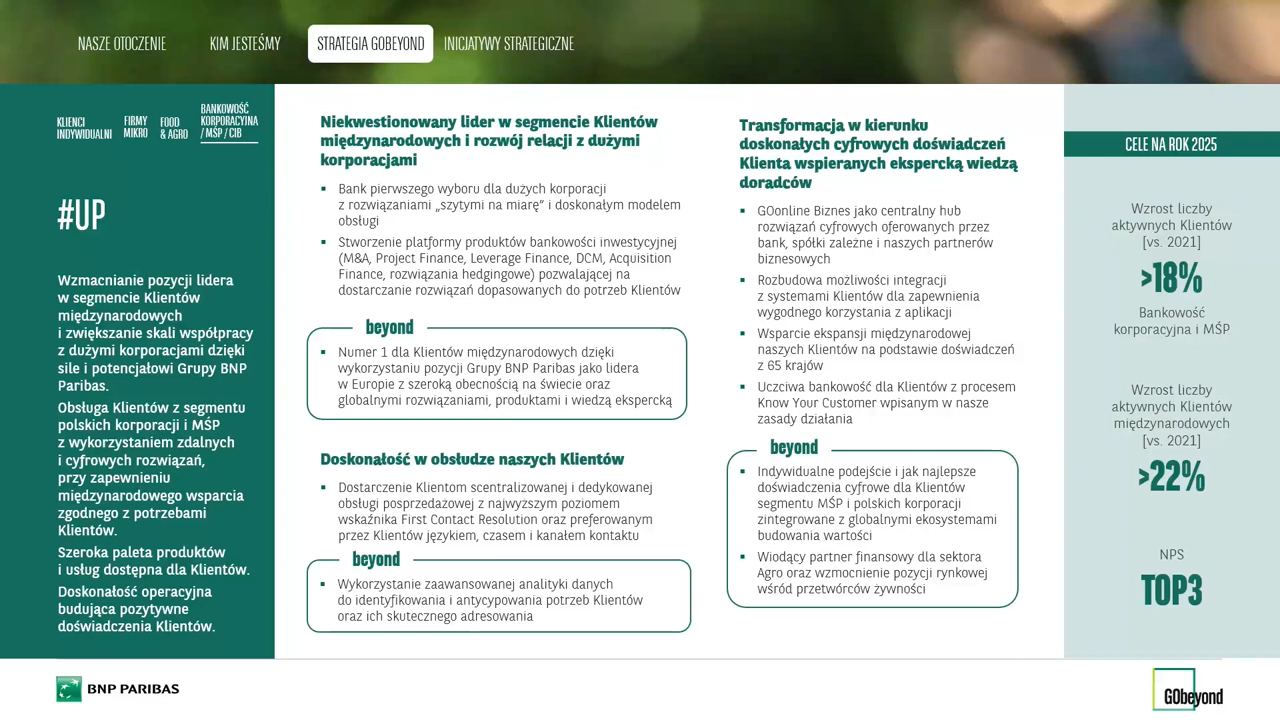 NASZE OTOCZENIE
KIM JESTEŚMY
STRATEGIA GOBEYOND
INICJATYWY STRATEGICZNE
KLIENCI
INDYWIDUALNI
FIRMY
MIKRO
FOOD
& AGRO
BANKOWOŚĆ
KORPORACYJNA
/ MŚP / CIB
#UP
Wzmacnianie pozycji lidera
w segmencie Klientów
międzynarodowych
i zwiększanie skali współpracy
z dużymi korporacjami dzięki
sile i potencjałowi Grupy BNP
Paribas.
Obsługa Klientów z segmentu
polskich korporacji i MŚP
z wykorzystaniem zdalnych
i cyfrowych rozwiązań,
przy zapewnieniu
międzynarodowego wsparcia
zgodnego z potrzebami
Klientów.
Szeroka paleta produktów
i usług dostępna dla Klientów.
Doskonałość operacyjna
budująca pozytywne
doświadczenia Klientów.
Niekwestionowany lider w segmencie Klientów
międzynarodowych i rozwój relacji z dużymi
korporacjami
▪ Bank pierwszego wyboru dla dużych korporacji
z rozwiązaniami „szytymi na miarę” i doskonałym modelem
obsługi
▪ Stworzenie platformy produktów bankowości inwestycyjnej
(M&A, Project Finance, Leverage Finance, DCM, Acquisition
Finance, rozwiązania hedgingowe) pozwalającej na
dostarczanie rozwiązań dopasowanych do potrzeb Klientów
beyond
▪ Numer 1 dla Klientów międzynarodowych dzięki
wykorzystaniu pozycji Grupy BNP Paribas jako lidera
w Europie z szeroką obecnością na świecie oraz
globalnymi rozwiązaniami, produktami i wiedzą ekspercką
Doskonałość w obsłudze naszych Klientów
▪ Dostarczenie Klientom scentralizowanej i dedykowanej
obsługi posprzedażowej z najwyższym poziomem
wskaźnika First Contact Resolution oraz preferowanym
przez Klientów językiem, czasem i kanałem kontaktu
beyond
▪ Wykorzystanie zaawansowanej analityki danych
do identyfikowania i antycypowania potrzeb Klientów
oraz ich skutecznego adresowania
Transformacja w kierunku
doskonałych cyfrowych doświadczeń
Klienta wspieranych ekspercką wiedzą
doradców
▪ GOonline Biznes jako centralny hub
rozwiązań cyfrowych oferowanych przez
bank, spółki zależne i naszych partnerów
biznesowych
▪ Rozbudowa możliwości integracji
z systemami Klientów dla zapewnienia
wygodnego korzystania z aplikacji
▪ Wsparcie ekspansji międzynarodowej
naszych Klientów na podstawie doświadczeń
z 65 krajów
▪ Uczciwa bankowość dla Klientów z procesem
Know Your Customer wpisanym w nasze
zasady działania
beyond
▪ Indywidualne podejście i jak najlepsze
doświadczenia cyfrowe dla Klientów
segmentu MŚP i polskich korporacji
zintegrowane z globalnymi ekosystemami
budowania wartości
▪ Wiodący partner finansowy dla sektora
Agro oraz wzmocnienie pozycji rynkowej
wśród przetwórców żywności
CELE NA ROK 2025
Wzrost liczby
aktywnych Klientów
[vs. 2021]
>18%
Bankowość
korporacyjna i MŚP
Wzrost liczby
aktywnych Klientów
międzynarodowych
[vs. 2021]
>22%
NPS
TOP3
BNP PARIBAS
GObeyond